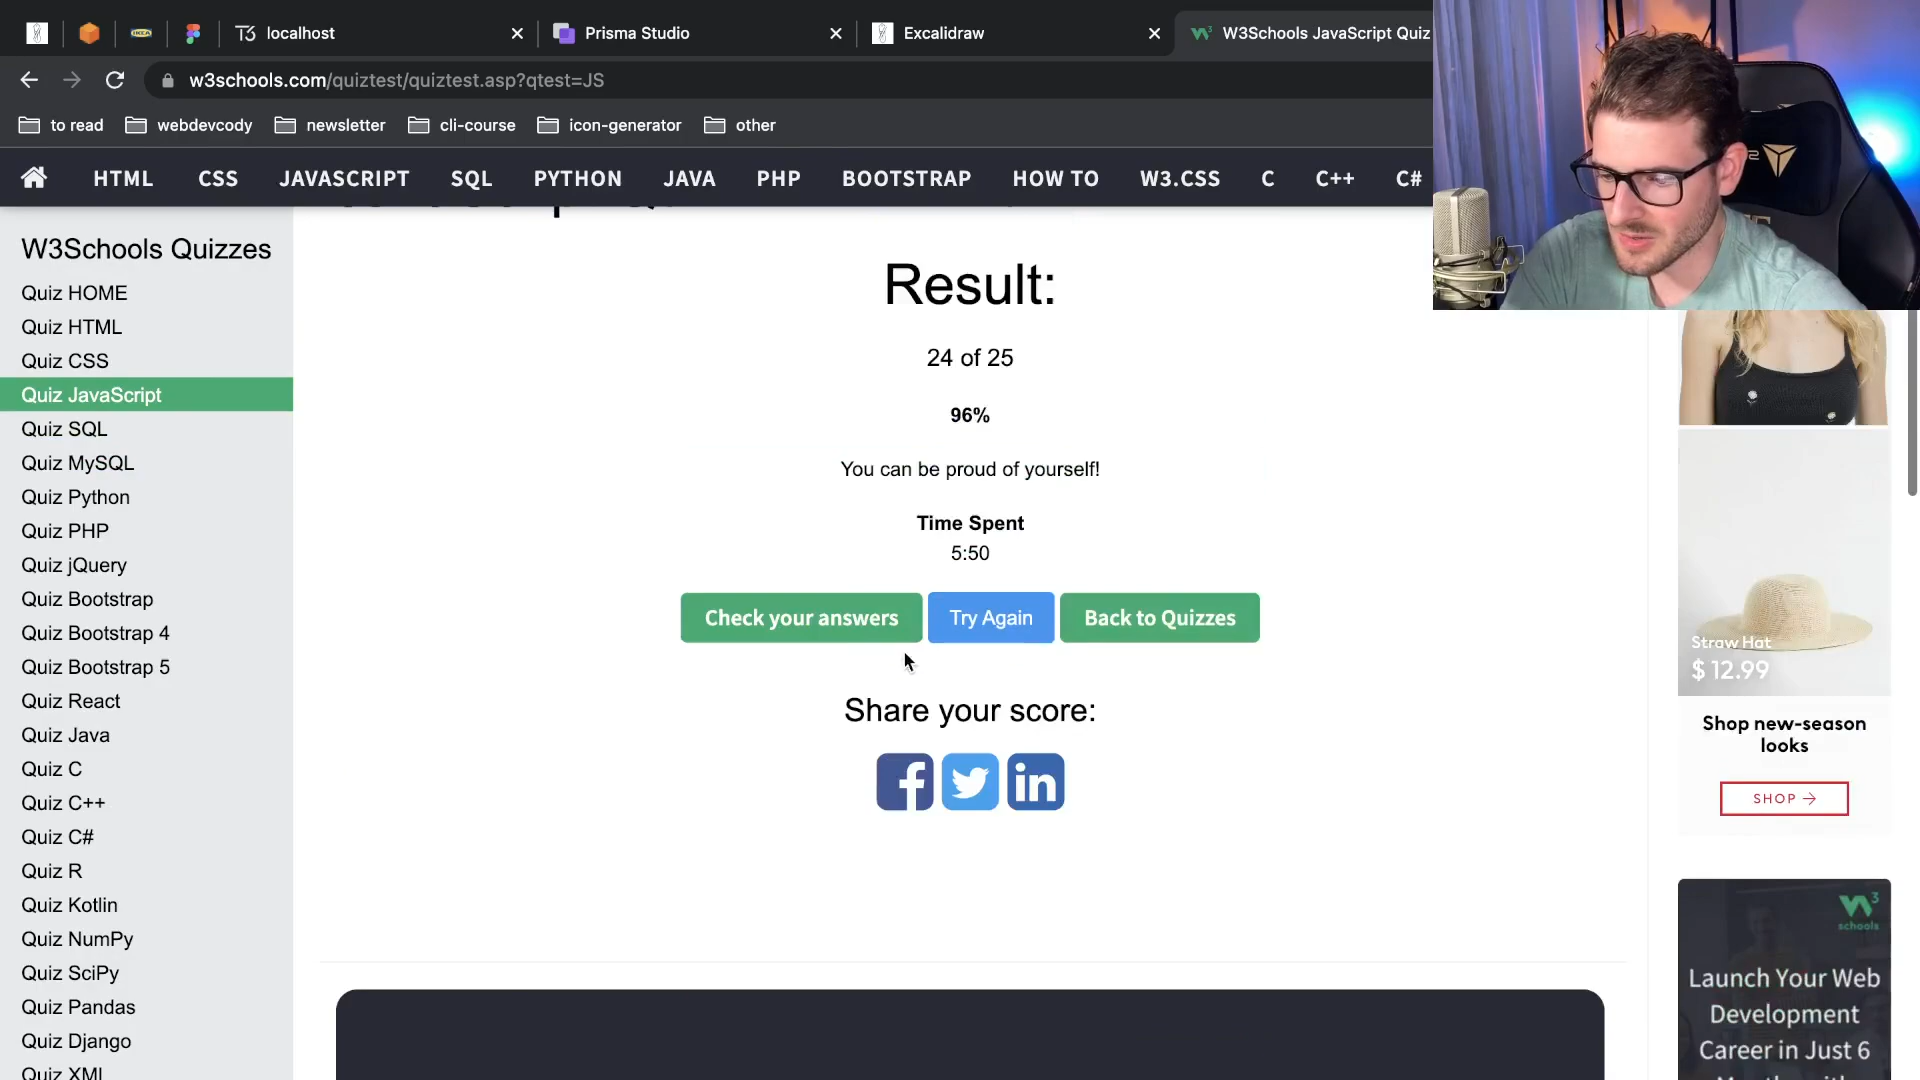 IKEA
T3 localhost
Prisma Studio
Excalidraw
W3Schools JavaScript Quiz
w3schools.com/quiztest/quiztest.asp?qtest=JS
to read
webdevcody
newsletter
cli-course
icon-generator
other
HTML CSS JAVASCRIPT SQL PYTHON JAVA PHP BOOTSTRAP HOW TO W3.CSS C C++ C#
W3Schools Quizzes
Quiz HOME
Quiz HTML
Quiz CSS
Quiz JavaScript
Quiz SQL
Quiz MySQL
Quiz Python
Quiz PHP
Quiz jQuery
Quiz Bootstrap
Quiz Bootstrap 4
Quiz Bootstrap 5
Quiz React
Quiz Java
Quiz C
Quiz C++
Quiz C#
Quiz R
Quiz Kotlin
Quiz NumPy
Quiz SciPy
Quiz Pandas
Quiz Django
Quiz XML
Result:
24 of 25
96%
You can be proud of yourself!
Time Spent
5:50
Check your answers
Try Again
Back to Quizzes
Share your score:
Straw Hat
$ 12.99
Shop new-season
looks
SHOP →
W3
schools
Launch Your Web
Development
Career in Just 6